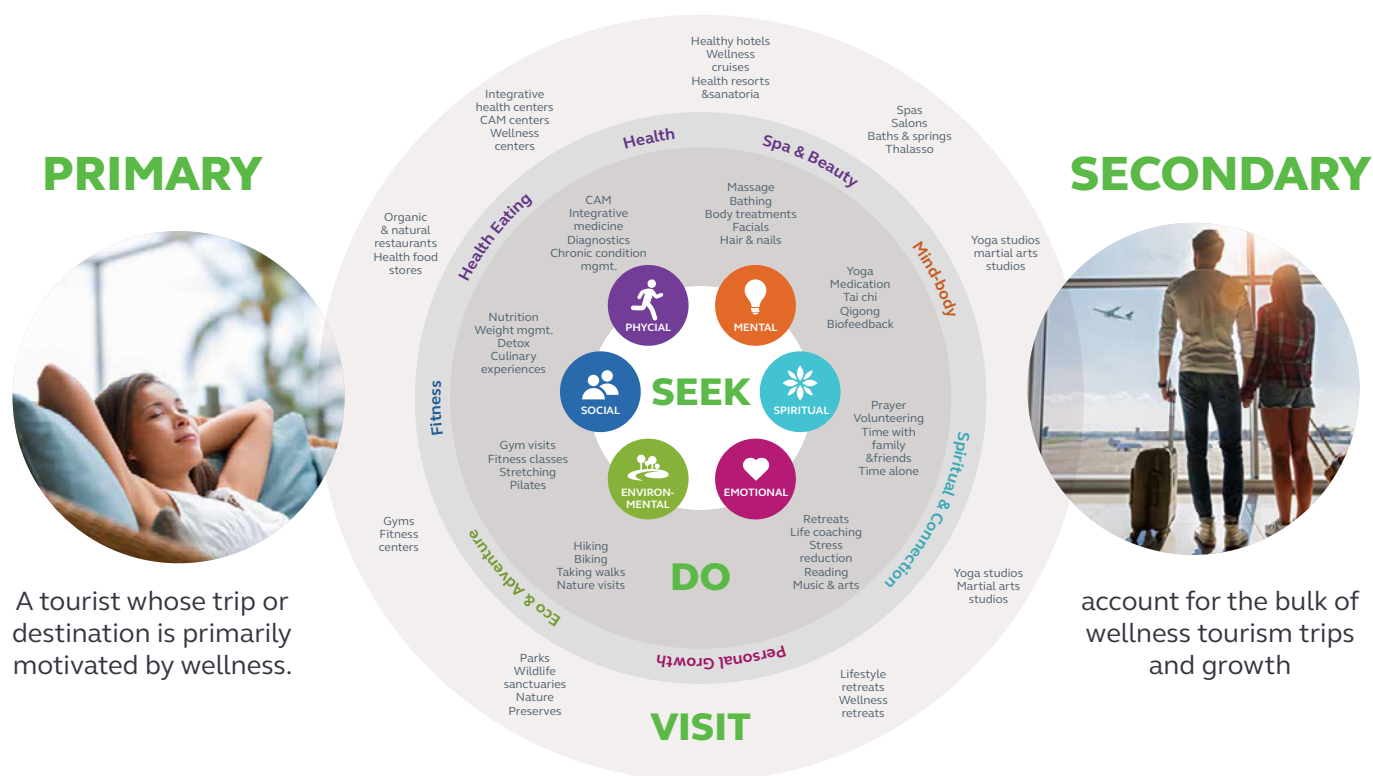 PRIMARY
A tourist whose trip or
destination is primarily
motivated by wellness.
Healthy hotels
Wellness
cruises
Health resorts
&sanatoria
Integrative
health centers
CAM centers
Wellness
centers
Spas
Salons
Baths & springs
Thalasso
Organic
& natural
restaurants
Health food
stores
Yoga studios
martial arts
studios
Gyms
Fitness
centers
Yoga studios
Martial arts
studios
Parks
Wildlife
sanctuaries
Nature
Preserves
Lifestyle
retreats
Wellness
retreats
VISIT
Health
Spa & Beauty
Health Eating
Mind-body
Fitness
Spiritual & Connection
Eco & Adventure
Personal Growth
CAM
Integrative
medicine
Diagnostics
Chronic condition
mgmt.
Massage
Bathing
Body treatments
Facials
Hair & nails
Yoga
Medication
Tai chi
Qigong
Biofeedback
Nutrition
Weight mgmt.
Detox
Culinary
experiences
Prayer
Volunteering
Time with
family
&friends
Time alone
Gym visits
Fitness classes
Stretching
Pilates
Retreats
Life coaching
Stress
reduction
Reading
Music & arts
Hiking
Biking
Taking walks
Nature visits
DO
PHYCIAL
MENTAL
SOCIAL
SEEK
SPIRITUAL
ENVIRON-
MENTAL
EMOTIONAL
SECONDARY
account for the bulk of
wellness tourism trips
and growth